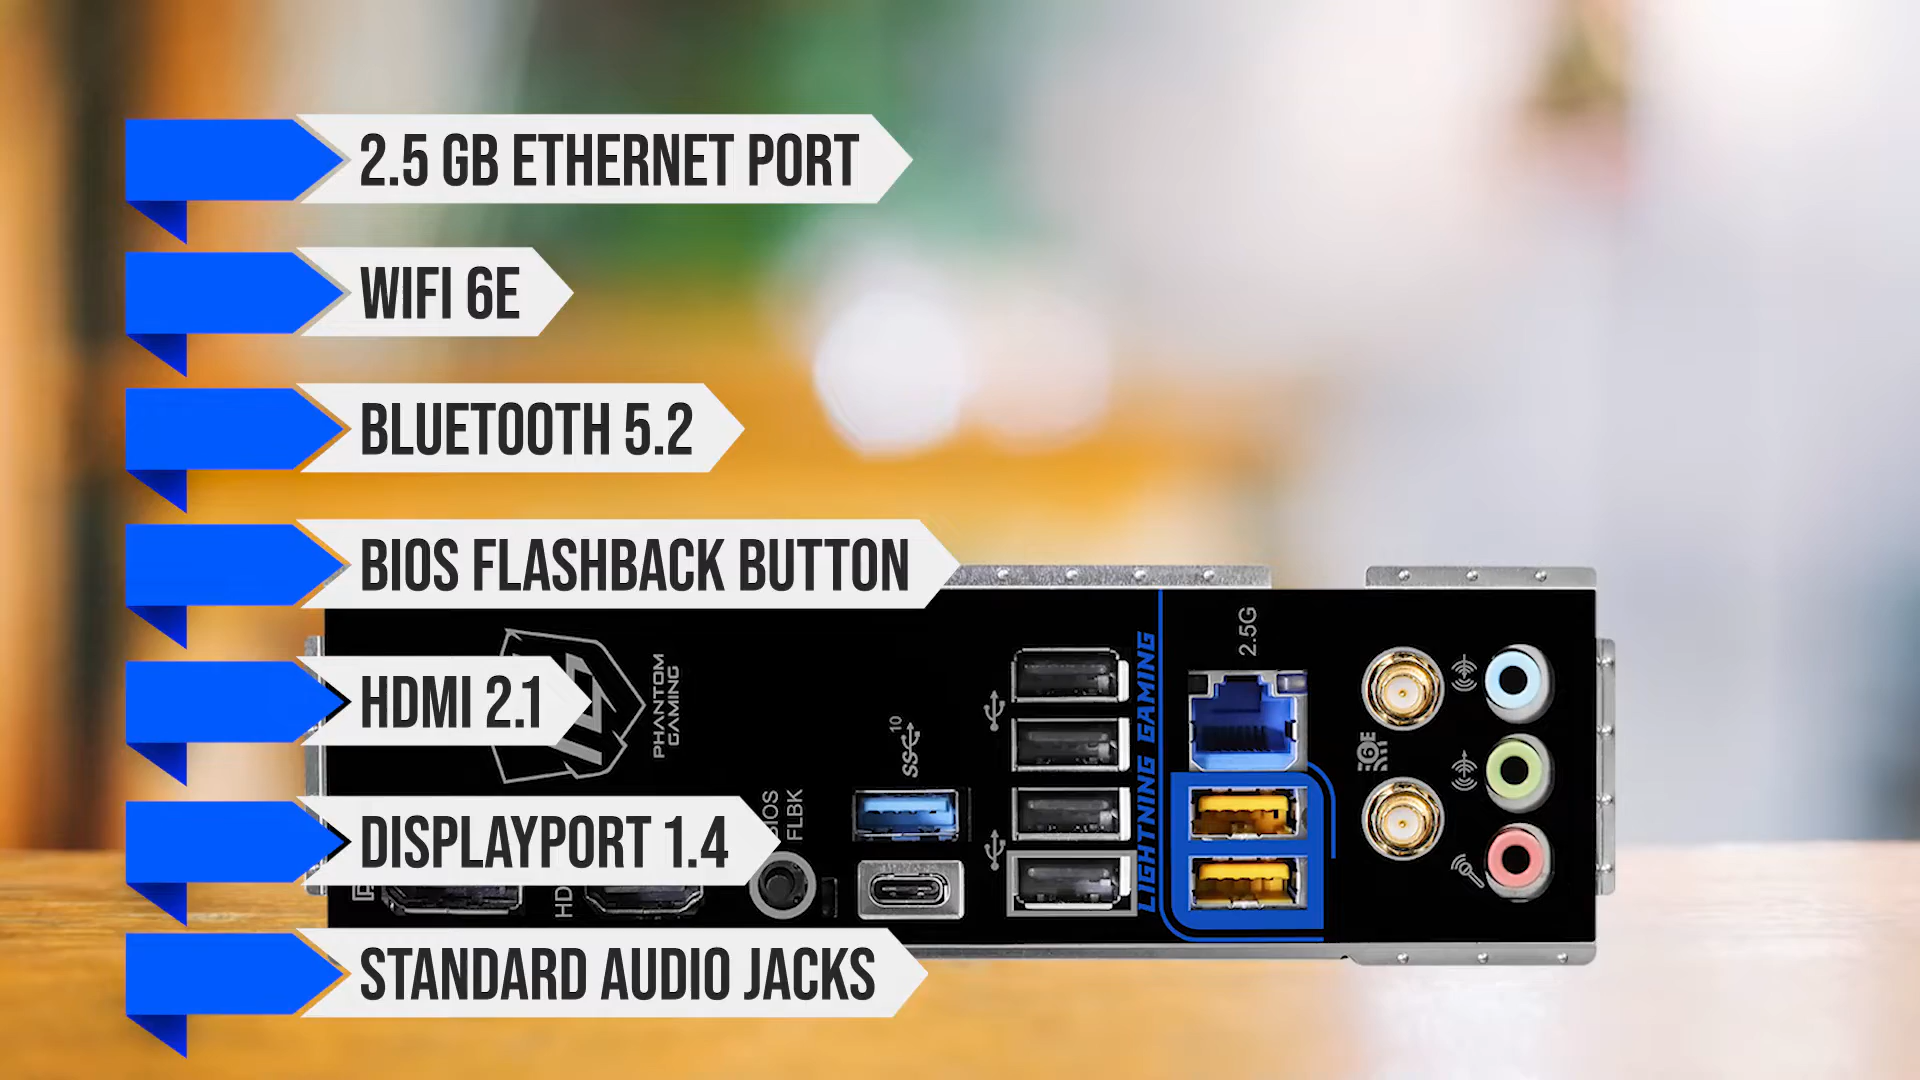 2.5 GB ETHERNET PORT
WIFI 6E
BLUETOOTH 5.2
BIOS FLASHBACK BUTTON
HDMI 2.1
DISPLAYPORT 1.4
STANDARD AUDIO JACKS
PHANTOM
GAMING
BIOS
FLBK
HD
SS 10
LIGHTNING GAMING
2.5G
6E